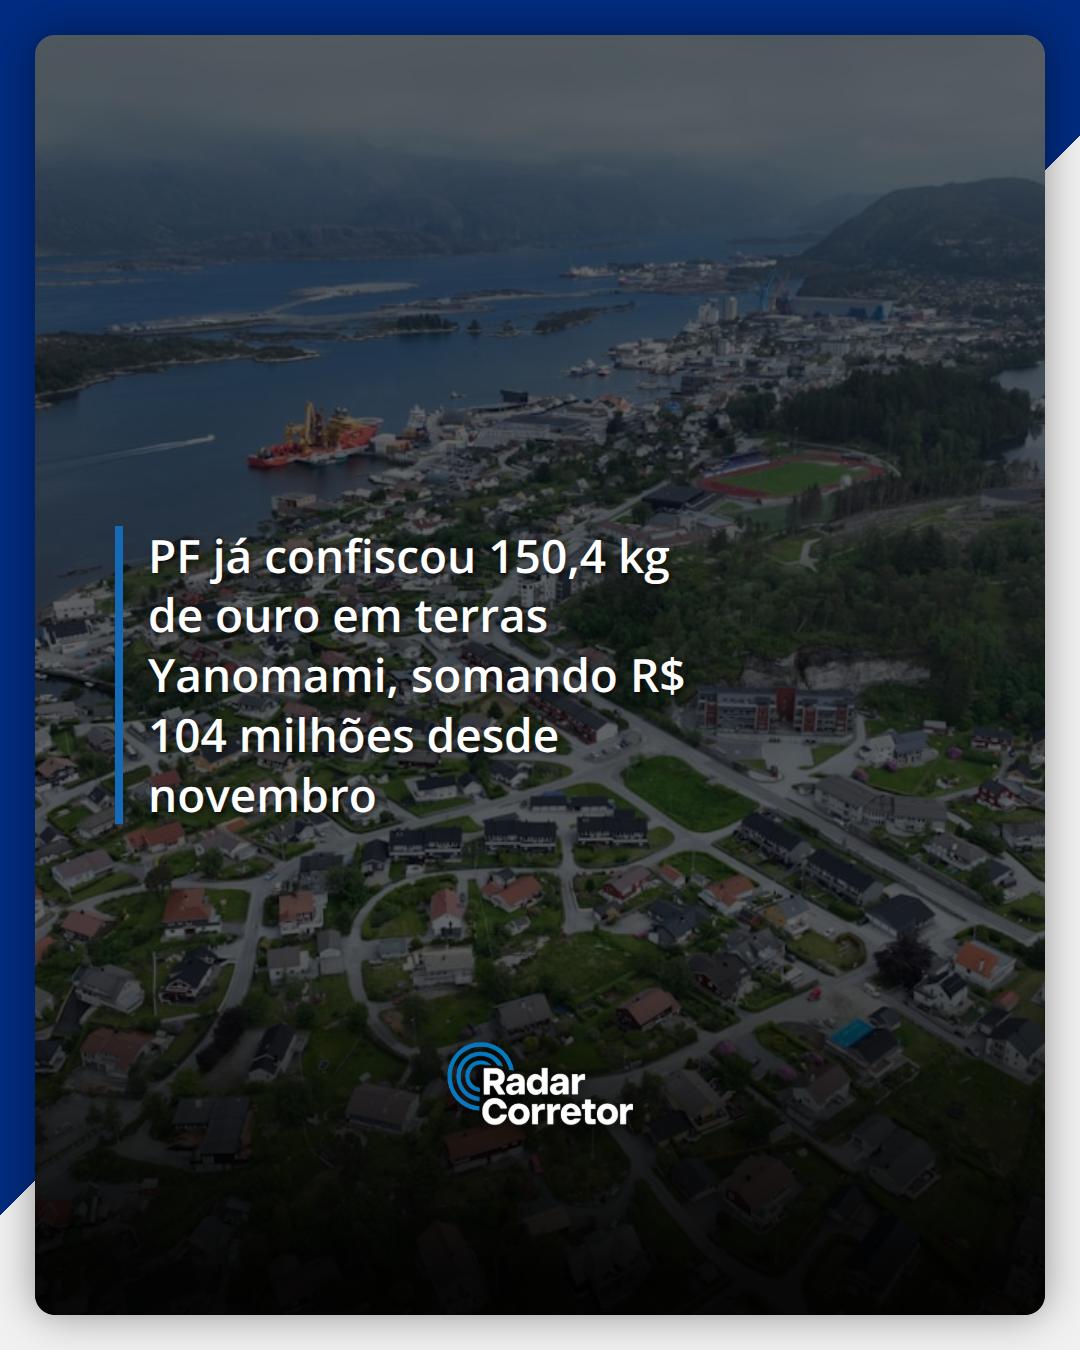 PF já confiscou 150,4 kg
de ouro em terras
Yanomami, somando R$
104 milhões desde
novembro
Radar
Corretor